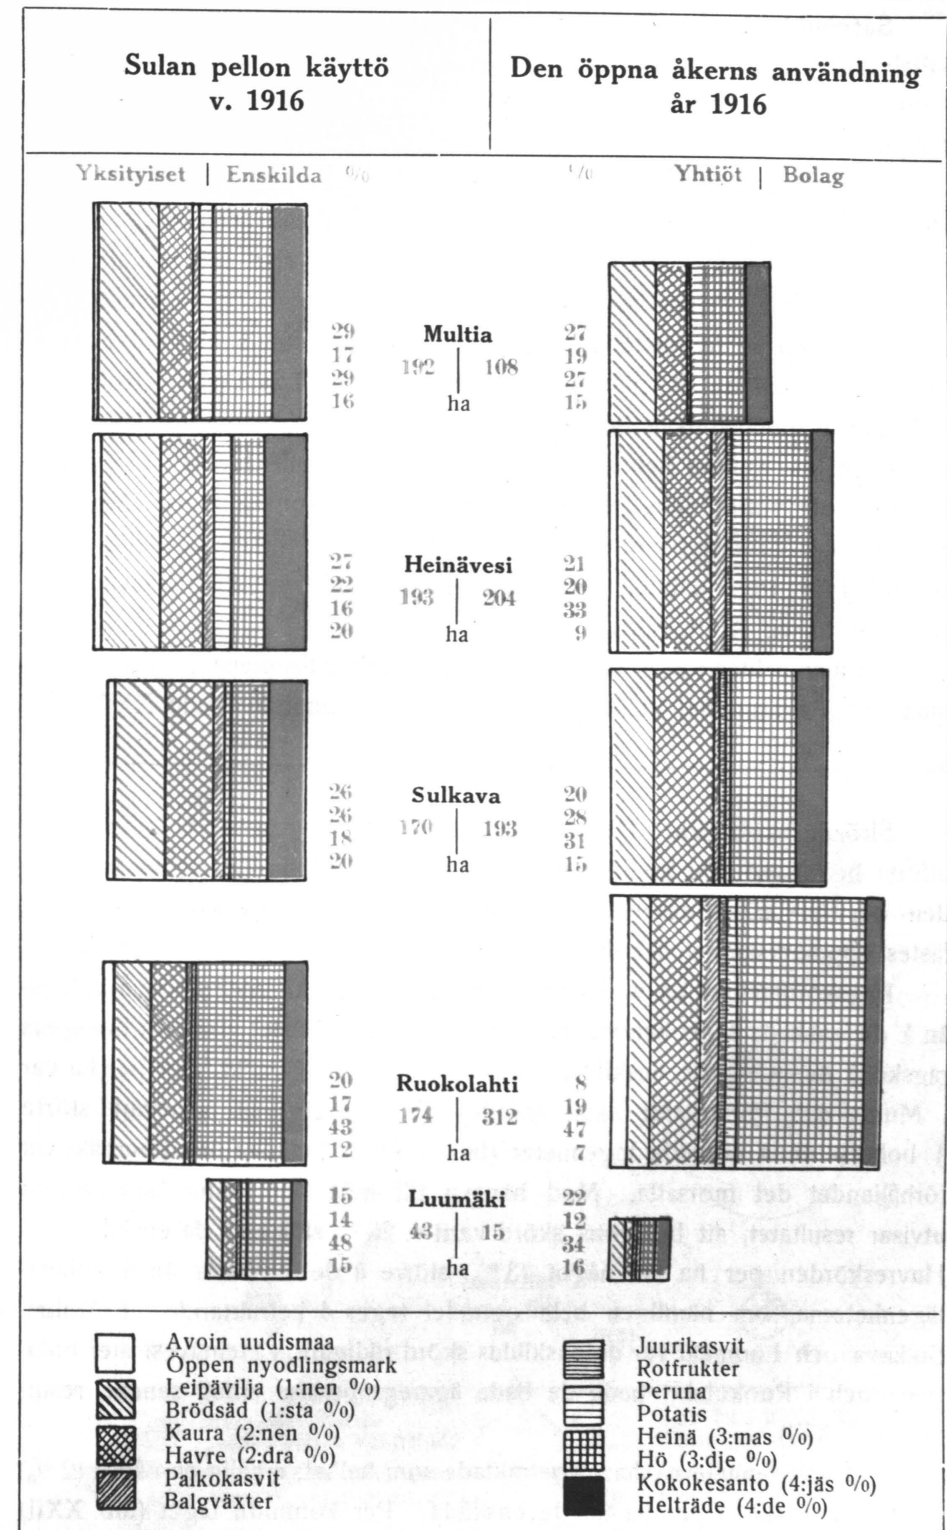 Sulan pellon käyttö
v. 1916
Den öppna åkerns användning
år 1916
Yksityiset | Enskilda %
% Yhtiöt | Bolag
29 Multia 27
17 192 108 19
29 27
16 ha 15
27 Heinävesi 21
22 193 204 20
16 33
20 ha 9
26 Sulkava 20
26 170 193 28
18 31
20 ha 15
20 Ruokolahti 8
17 174 312 19
43 47
12 ha 7
15 Luumäki 22
14 43 15 12
48 34
15 ha 16
Avoin uudismaa
Öppen nyodlingsmark
Leipävilja (1:nen %)
Brödsäd (1:sta %)
Kaura (2:nen %)
Havre (2:dra %)
Palkokasvit
Balgväxter
Juurikasvit
Rotfrukter
Peruna
Potatis
Heinä (3:mas %)
Hö (3:dje %)
Kokokesanto (4:jäs %)
Helträde (4:de %)